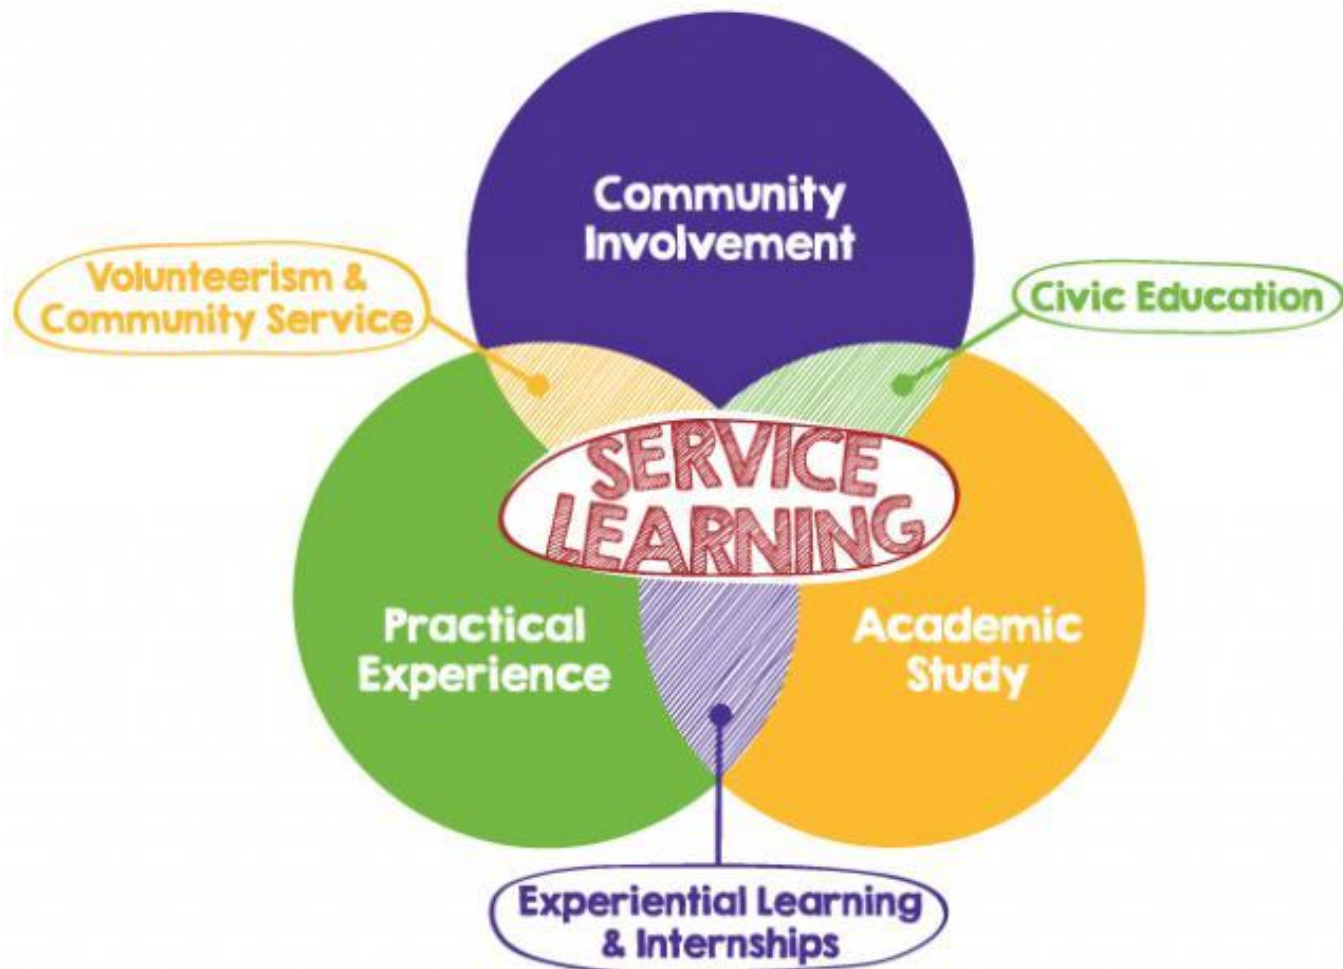 Community
Involvement
Volunteerism &
Community Service
Civic Education
SERVICE
LEARNING
Practical
Experience
Academic
Study
Experiential Learning
& Internships